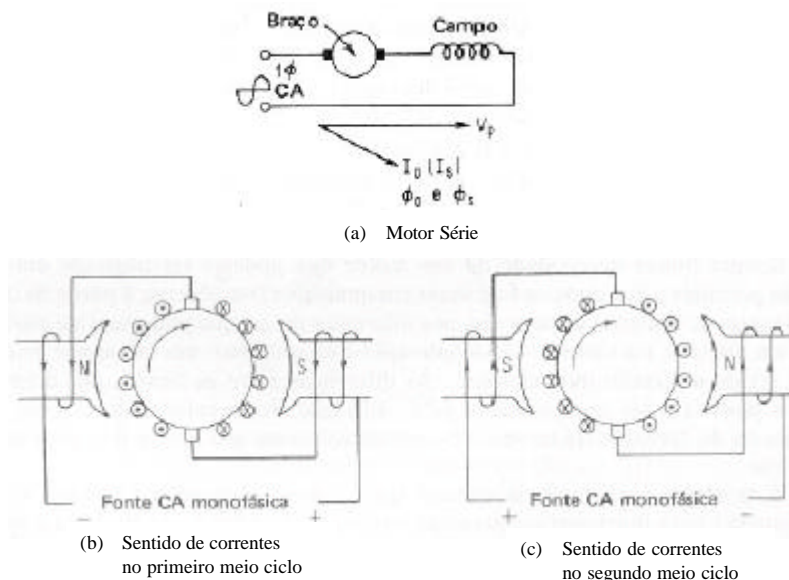 Braço
Campo
1ϕ
CA
Vp
I₀ (Iₛ)
ϕ₀ e ϕₛ
(a) Motor Série
N
S
S
N
Fonte CA monofásica
− +
Fonte CA monofásica
+ −
(b) Sentido de correntes
no primeiro meio ciclo
(c) Sentido de correntes
no segundo meio ciclo